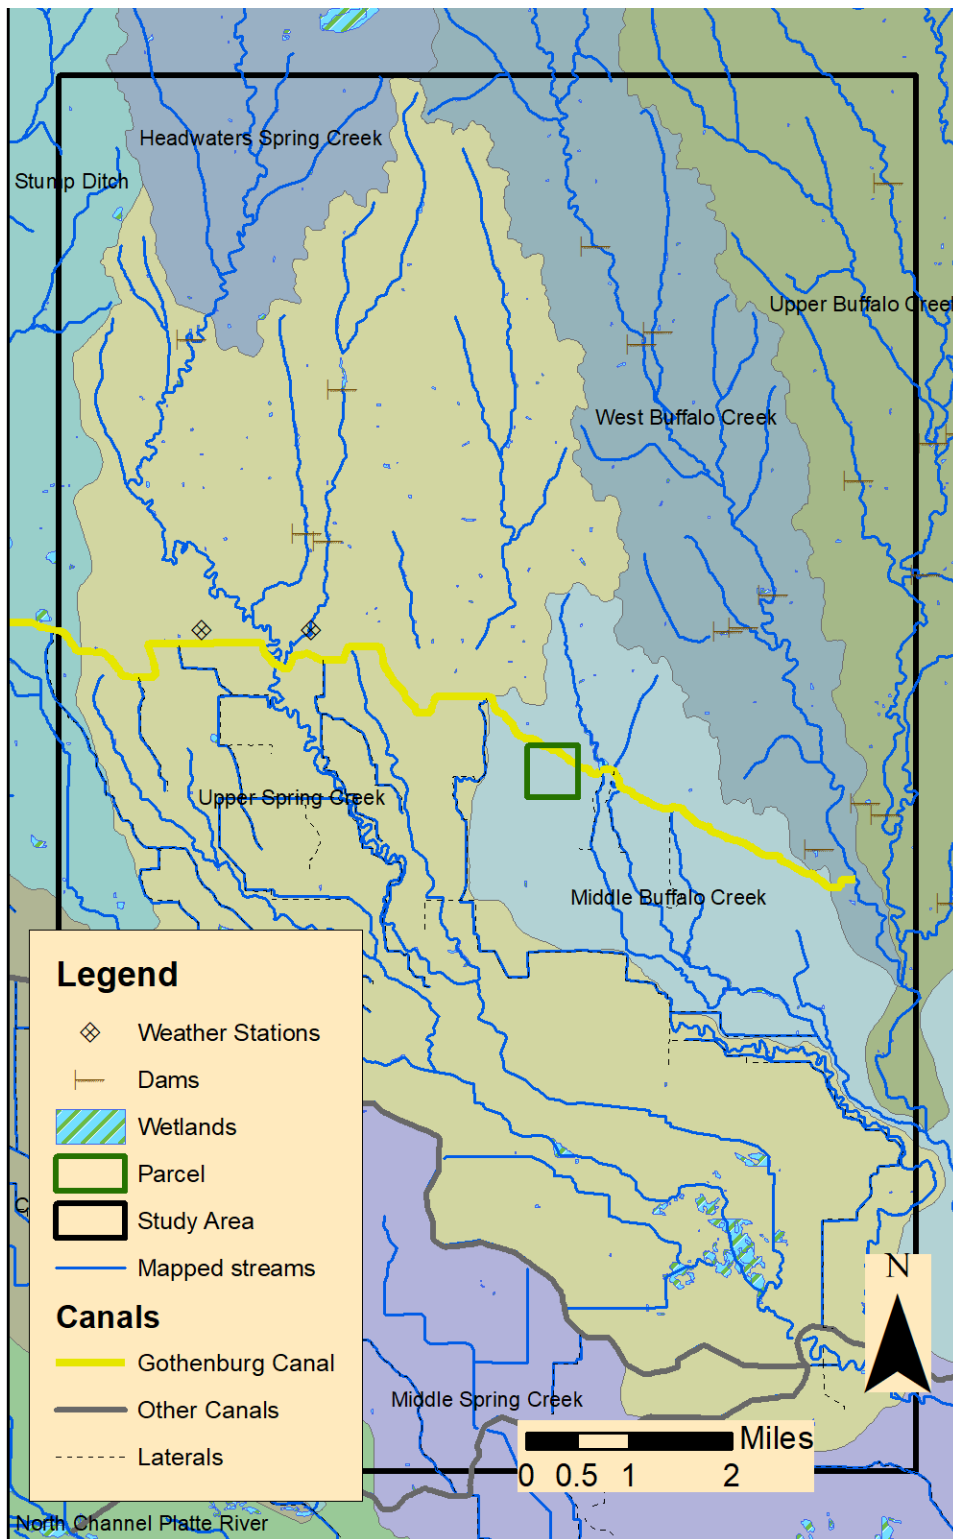 Headwaters Spring Creek
Stump Ditch
Upper Buffalo Creek
West Buffalo Creek
Upper Spring Creek
Middle Buffalo Creek
Legend
Weather Stations
Dams
Wetlands
Parcel
Study Area
Mapped streams
Canals
Gothenburg Canal
Other Canals
Laterals
N
Middle Spring Creek
Miles
0 0.5 1 2
North Channel Platte River